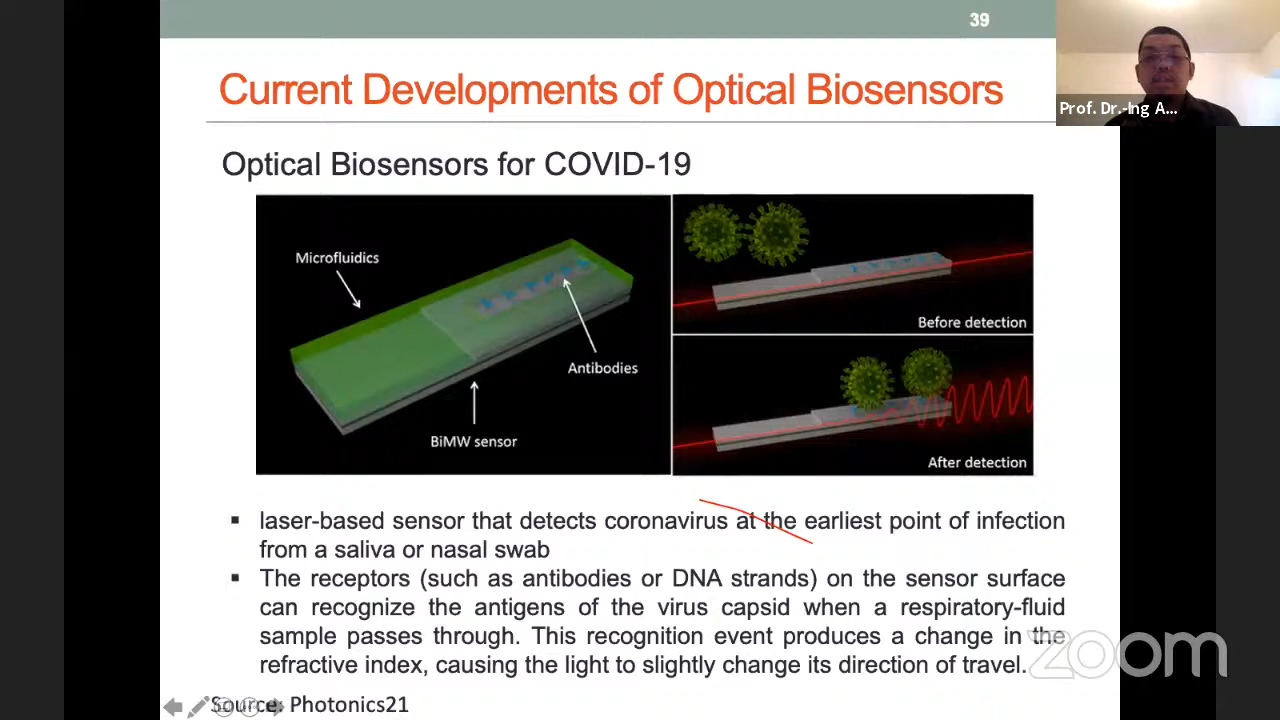 39
Prof. Dr.-Ing A...
Current Developments of Optical Biosensors
Optical Biosensors for COVID-19
Microfluidics
Antibodies
BiMW sensor
Before detection
After detection
▪ laser-based sensor that detects coronavirus at the earliest point of infection
from a saliva or nasal swab
▪ The receptors (such as antibodies or DNA strands) on the sensor surface
can recognize the antigens of the virus capsid when a respiratory-fluid
sample passes through. This recognition event produces a change in the
refractive index, causing the light to slightly change its direction of travel.
zoom
Source: Photonics21